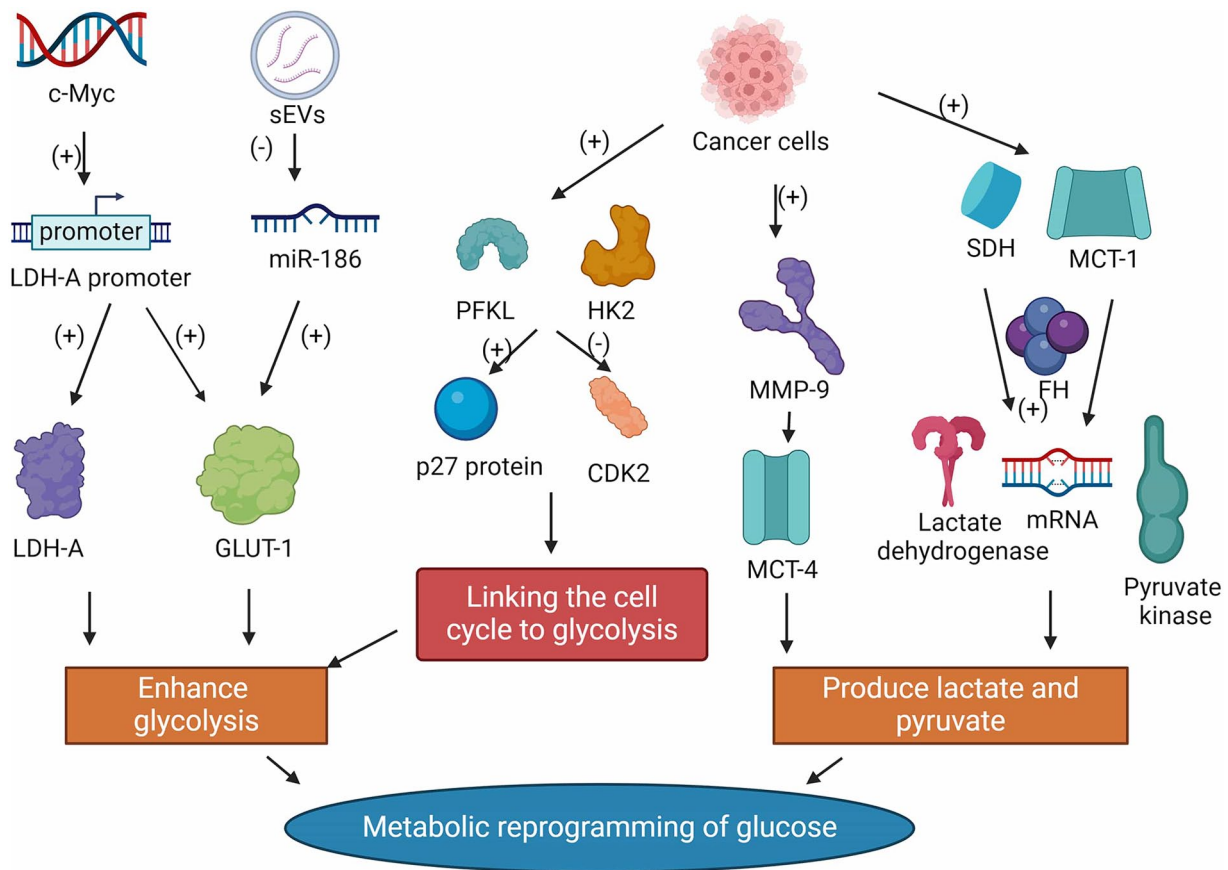 c-Myc
sEVs
Cancer cells
(+)
(-)
(+)
(+)
(+)
promoter
LDH-A promoter
miR-186
PFKL
HK2
SDH
MCT-1
(+)
(+)
(+)
(+)
(-)
MMP-9
FH
(+)
p27 protein
CDK2
LDH-A
GLUT-1
MCT-4
Lactate
dehydrogenase
mRNA
Pyruvate
kinase
Linking the cell
cycle to glycolysis
Enhance
glycolysis
Produce lactate and
pyruvate
Metabolic reprogramming of glucose